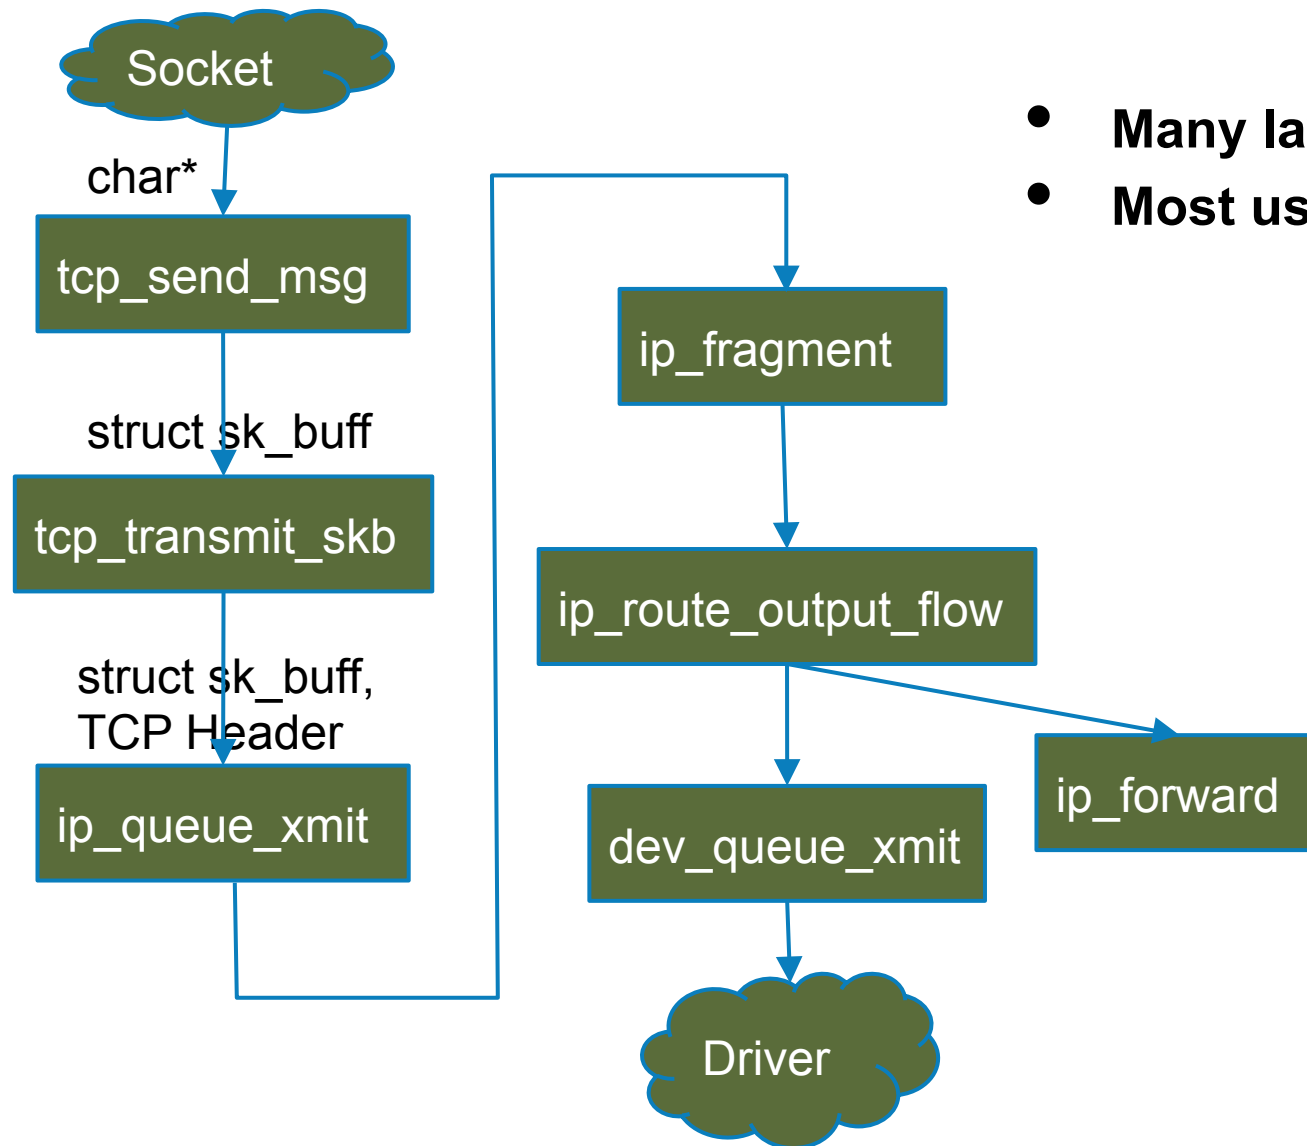 Socket
char*
tcp_send_msg
struct sk_buff
tcp_transmit_skb
struct sk_buff,
TCP Header
ip_queue_xmit
ip_fragment
ip_route_output_flow
ip_forward
dev_queue_xmit
Driver
• Many la
• Most us